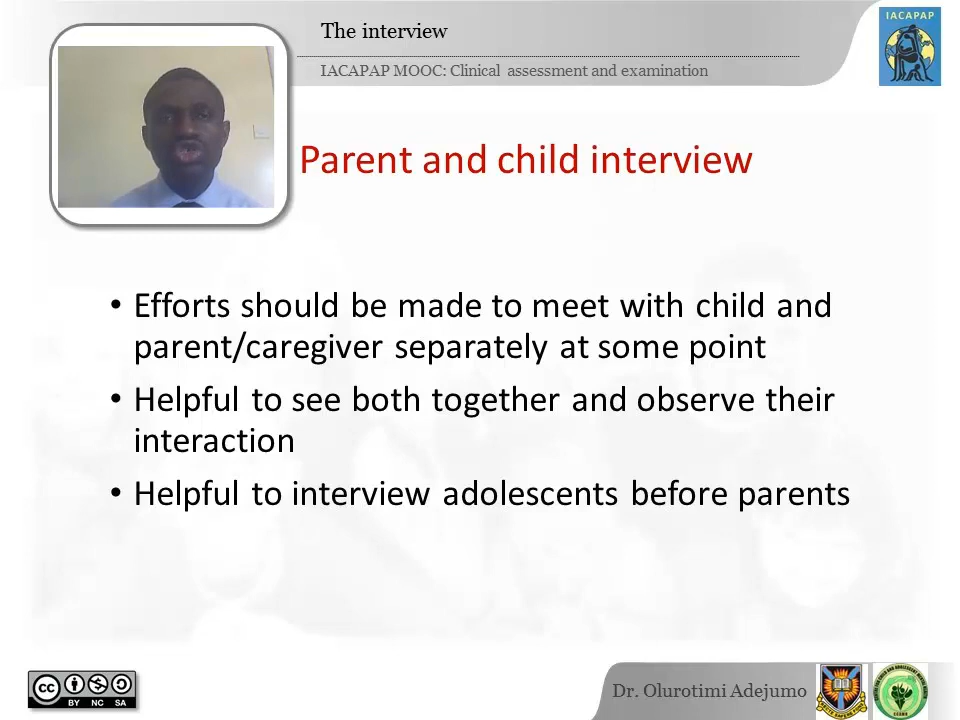 The interview
IACAPAP MOOC: Clinical assessment and examination
IACAPAP
Parent and child interview
• Efforts should be made to meet with child and
parent/caregiver separately at some point
• Helpful to see both together and observe their
interaction
• Helpful to interview adolescents before parents
cc
BY NC SA
Dr. Olurotimi Adejumo